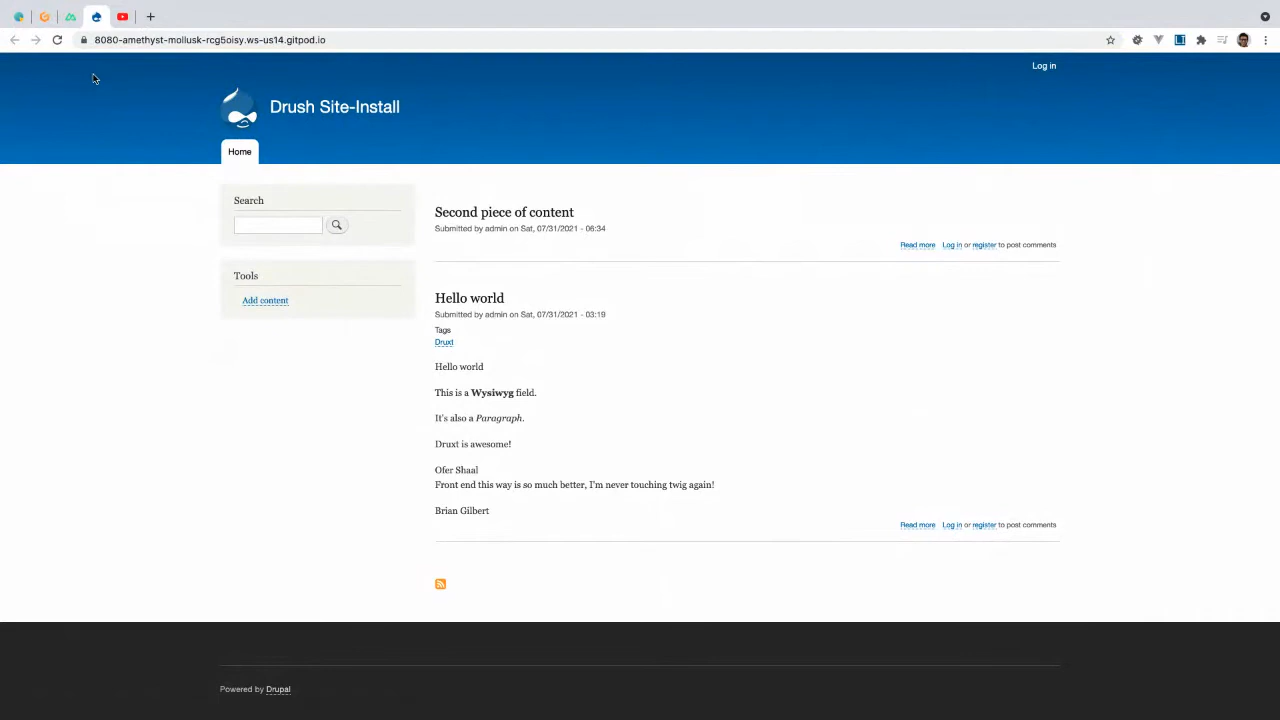 8080-amethyst-mollusk-rcg5oisy.ws-us14.gitpod.io
Log in
Drush Site-Install
Home
Search
Tools
Add content
Second piece of content
Submitted by admin on Sat, 07/31/2021 - 06:34
Read more Log in or register to post comments
Hello world
Submitted by admin on Sat, 07/31/2021 - 03:19
Tags
Druxt
Hello world
This is a Wysiwyg field.
It's also a Paragraph.
Druxt is awesome!
Ofer Shaal
Front end this way is so much better, I'm never touching twig again!
Brian Gilbert
Read more Log in or register to post comments
Powered by Drupal